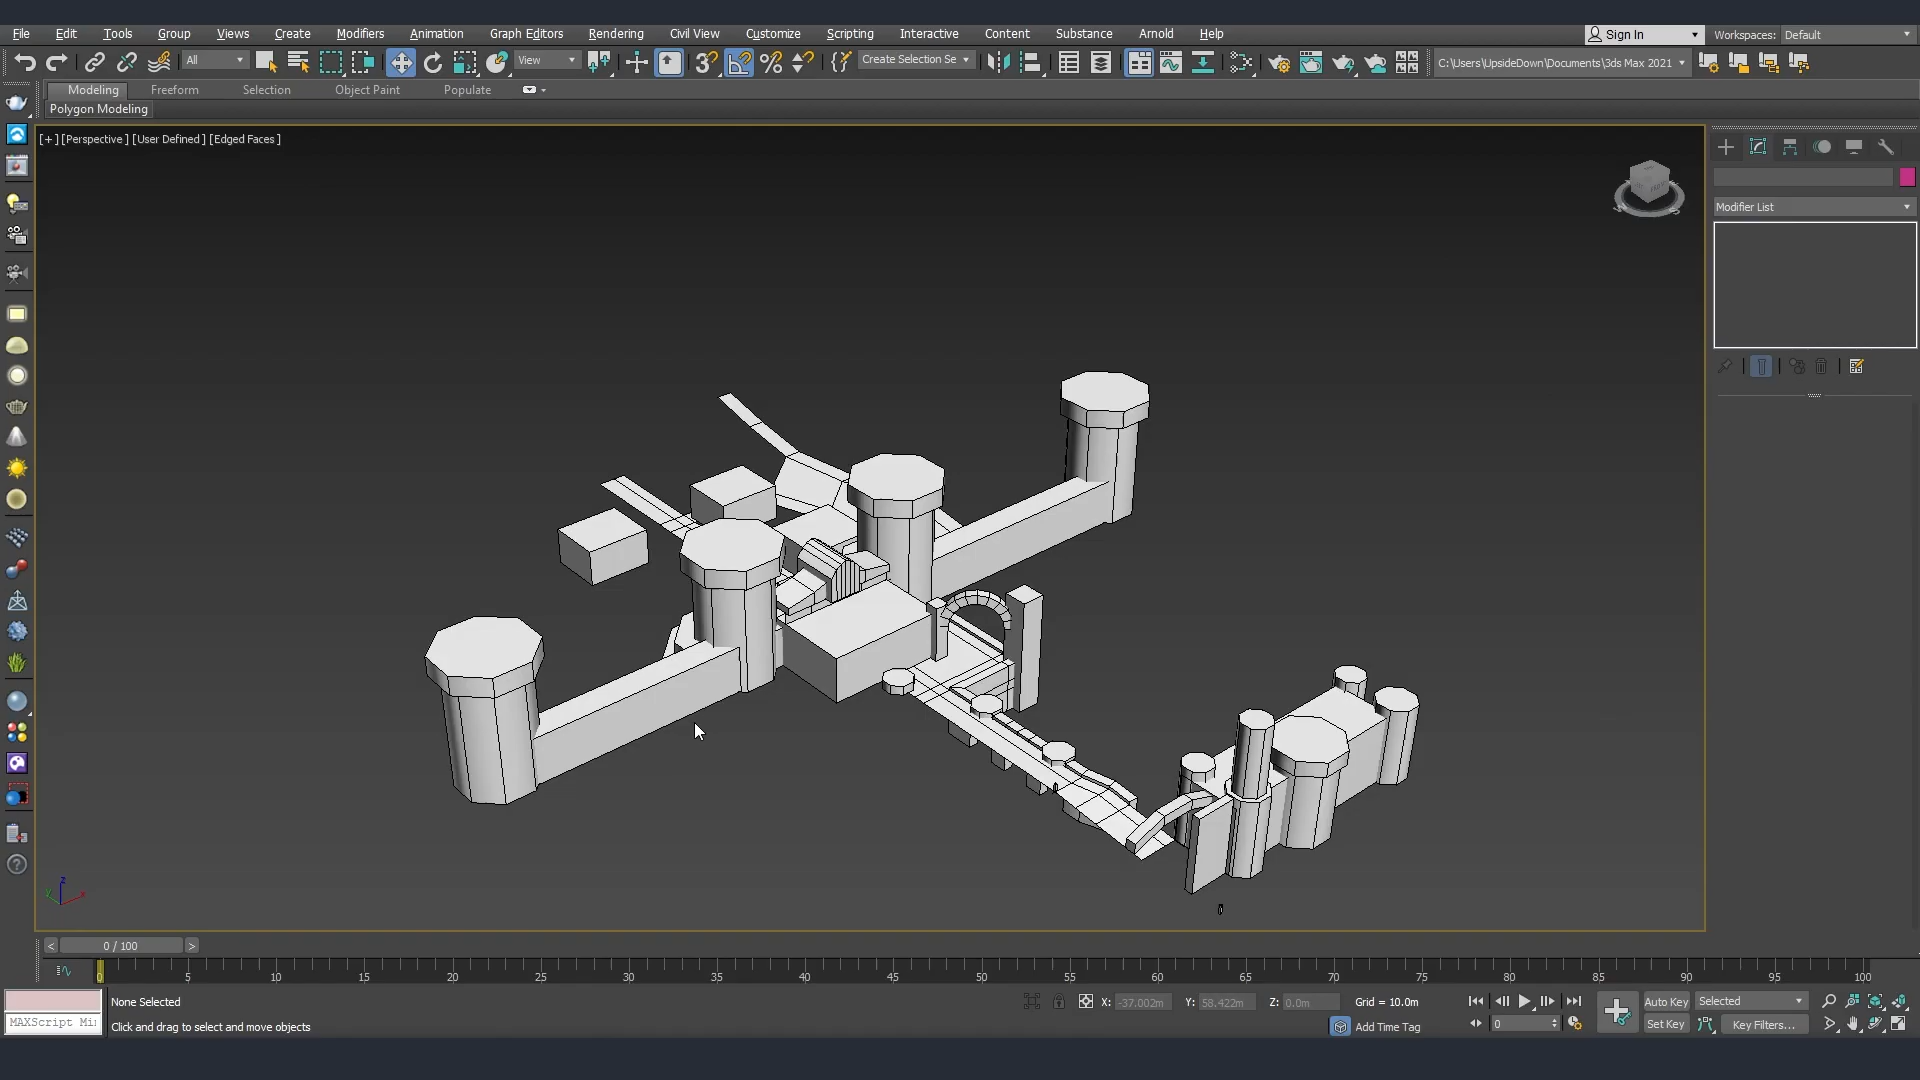 File Edit Tools Group Views Create Modifiers Animation Graph Editors Rendering Civil View Customize Scripting Interactive Content Substance Arnold Help Sign In Workspaces: Default
All View Create Selection Se C:\Users\UpsideDown\Documents\3ds Max 2021
Modeling Freeform Selection Object Paint Populate
Polygon Modeling
[+] [Perspective ] [User Defined ] [Edged Faces ]
Modifier List
z
x
< 0 / 100 >
0 5 10 15 20 25 30 35 40 45 50 55 60 65 70 75 80 85 90 95 100
None Selected X: -37.002m Y: 58.422m Z: 0.0m Grid = 10.0m Auto Key Selected
MAXScript Mi Click and drag to select and move objects Add Time Tag 0 Set Key Key Filters...